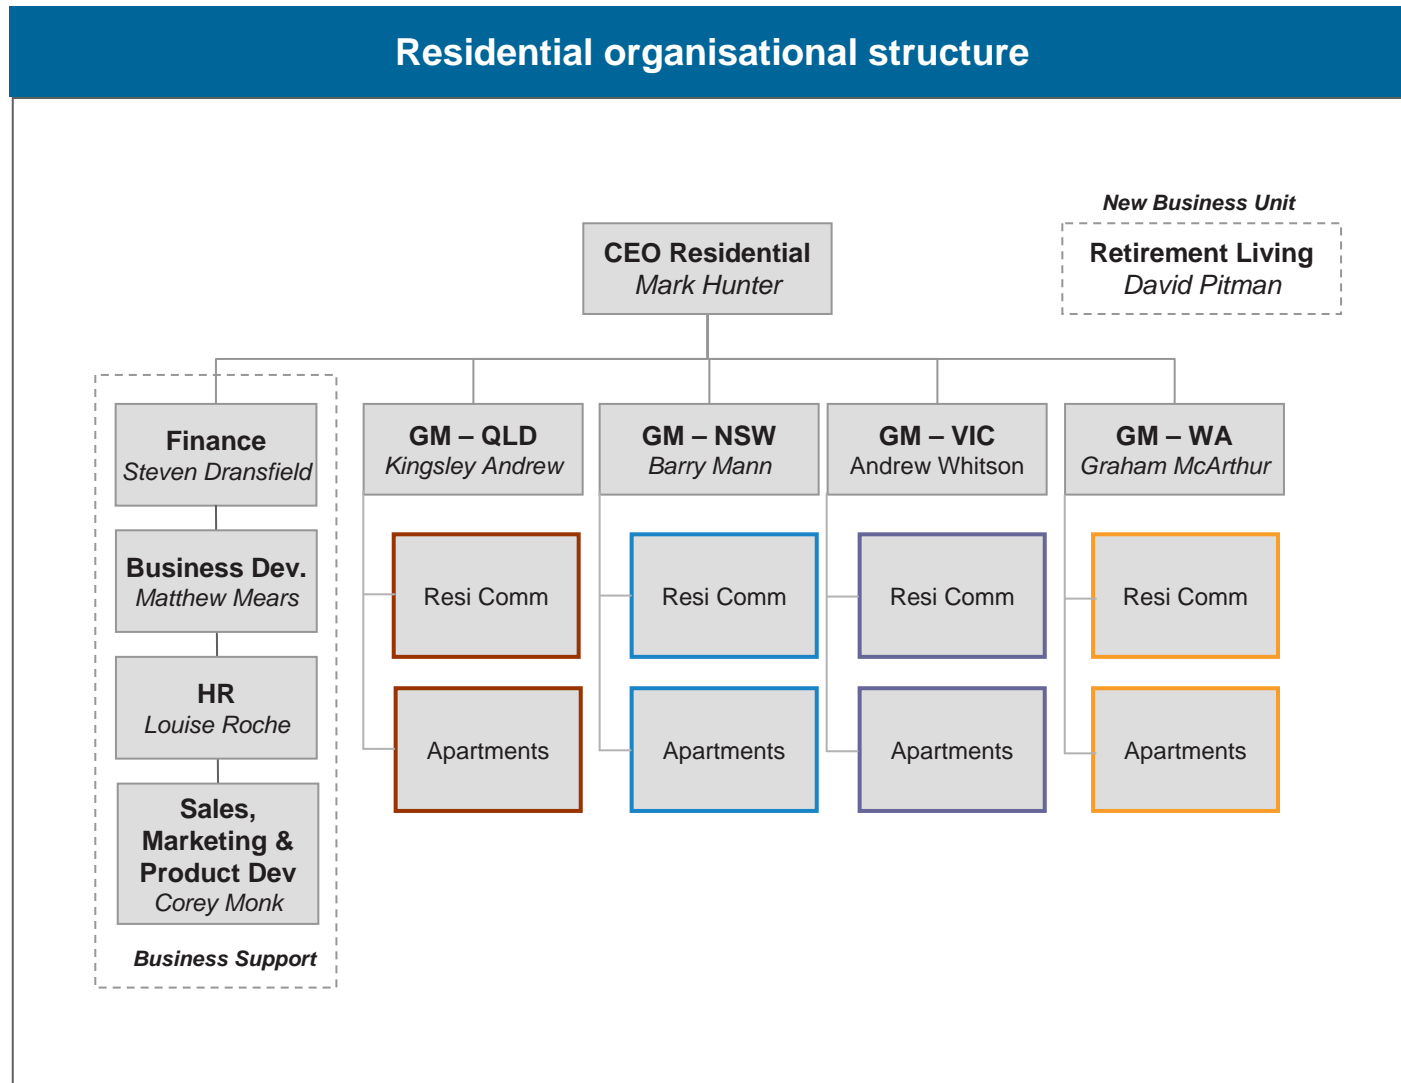 Residential organisational structure
New Business Unit
CEO Residential
Mark Hunter
Retirement Living
David Pitman
Finance
Steven Dransfield
Business Dev.
Matthew Mears
HR
Louise Roche
Sales,
Marketing &
Product Dev
Corey Monk
Business Support
GM – QLD
Kingsley Andrew
Resi Comm
Apartments
GM – NSW
Barry Mann
Resi Comm
Apartments
GM – VIC
Andrew Whitson
Resi Comm
Apartments
GM – WA
Graham McArthur
Resi Comm
Apartments